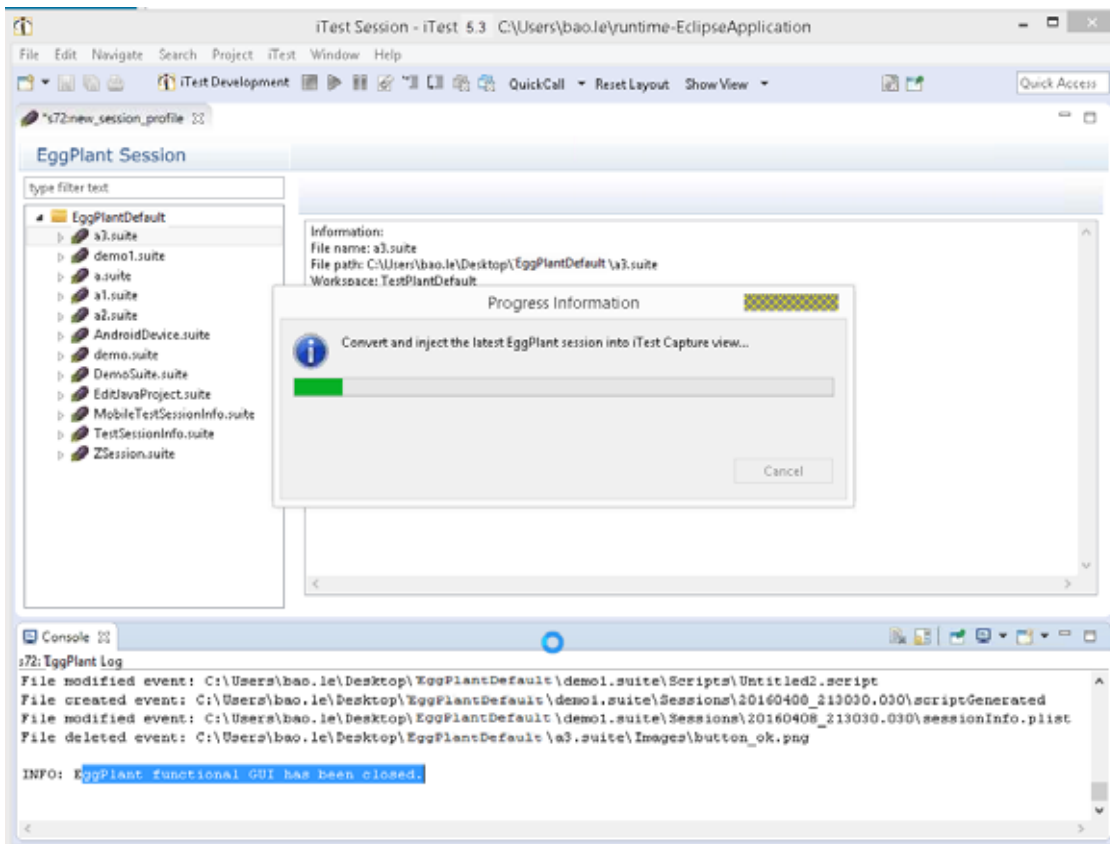 iTest Session - iTest 5.3 C:\Users\bao.le\runtime-EclipseApplication
File Edit Navigate Search Project iTest Window Help
iTest Development QuickCall Reset Layout Show View Quick Access
*s72:new_session_profile
EggPlant Session
type filter text
EggPlantDefault
a3.suite
demo1.suite
a.suite
a1.suite
a2.suite
AndroidDevice.suite
demo.suite
DemoSuite.suite
EditJavaProject.suite
MobileTestSessionInfo.suite
TestSessionInfo.suite
ZSession.suite
Information:
File name: a3.suite
File path: C:\Users\bao.le\Desktop\EggPlantDefault \a3.suite
Workspace: TestPlantDefault
Progress Information
Convert and inject the latest EggPlant session into iTest Capture view...
Cancel
Console
s72: EggPlant Log
File modified event: C:\Users\bao.le\Desktop\EggPlantDefault\demo1.suite\Scripts\Untitled2.script
File created event: C:\Users\bao.le\Desktop\EggPlantDefault\demo1.suite\Sessions\20160408_213030.030\scriptGenerated
File modified event: C:\Users\bao.le\Desktop\EggPlantDefault\demo1.suite\Sessions\20160408_213030.030\sessionInfo.plist
File deleted event: C:\Users\bao.le\Desktop\EggPlantDefault\a3.suite\Images\button_ok.png
INFO: EggPlant functional GUI has been closed.